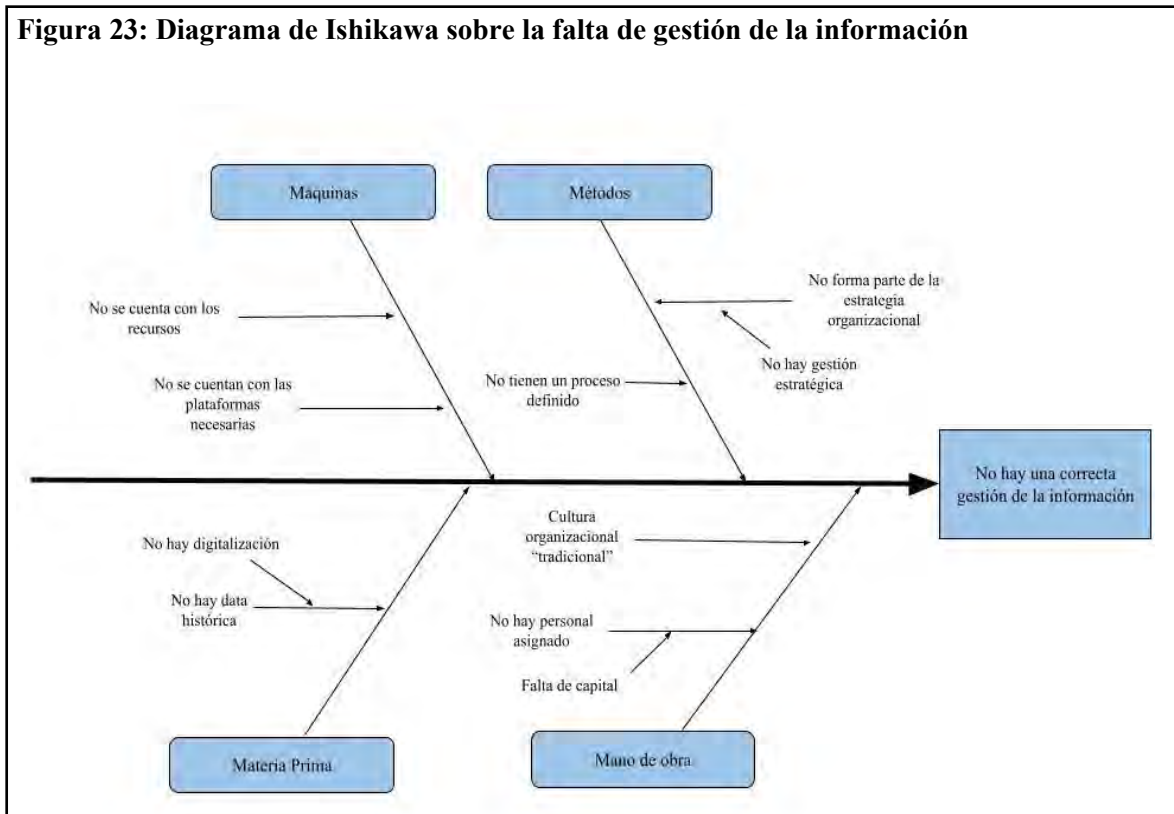 Figura 23: Diagrama de Ishikawa sobre la falta de gestión de la información
Máquinas
Métodos
No se cuenta con los
recursos
No se cuentan con las
plataformas
necesarias
No forma parte de la
estrategia
organizacional
No hay gestión
estratégica
No tienen un proceso
definido
No hay una correcta
gestión de la información
No hay digitalización
No hay data
histórica
Cultura
organizacional
“tradicional”
No hay personal
asignado
Falta de capital
Materia Prima
Mano de obra